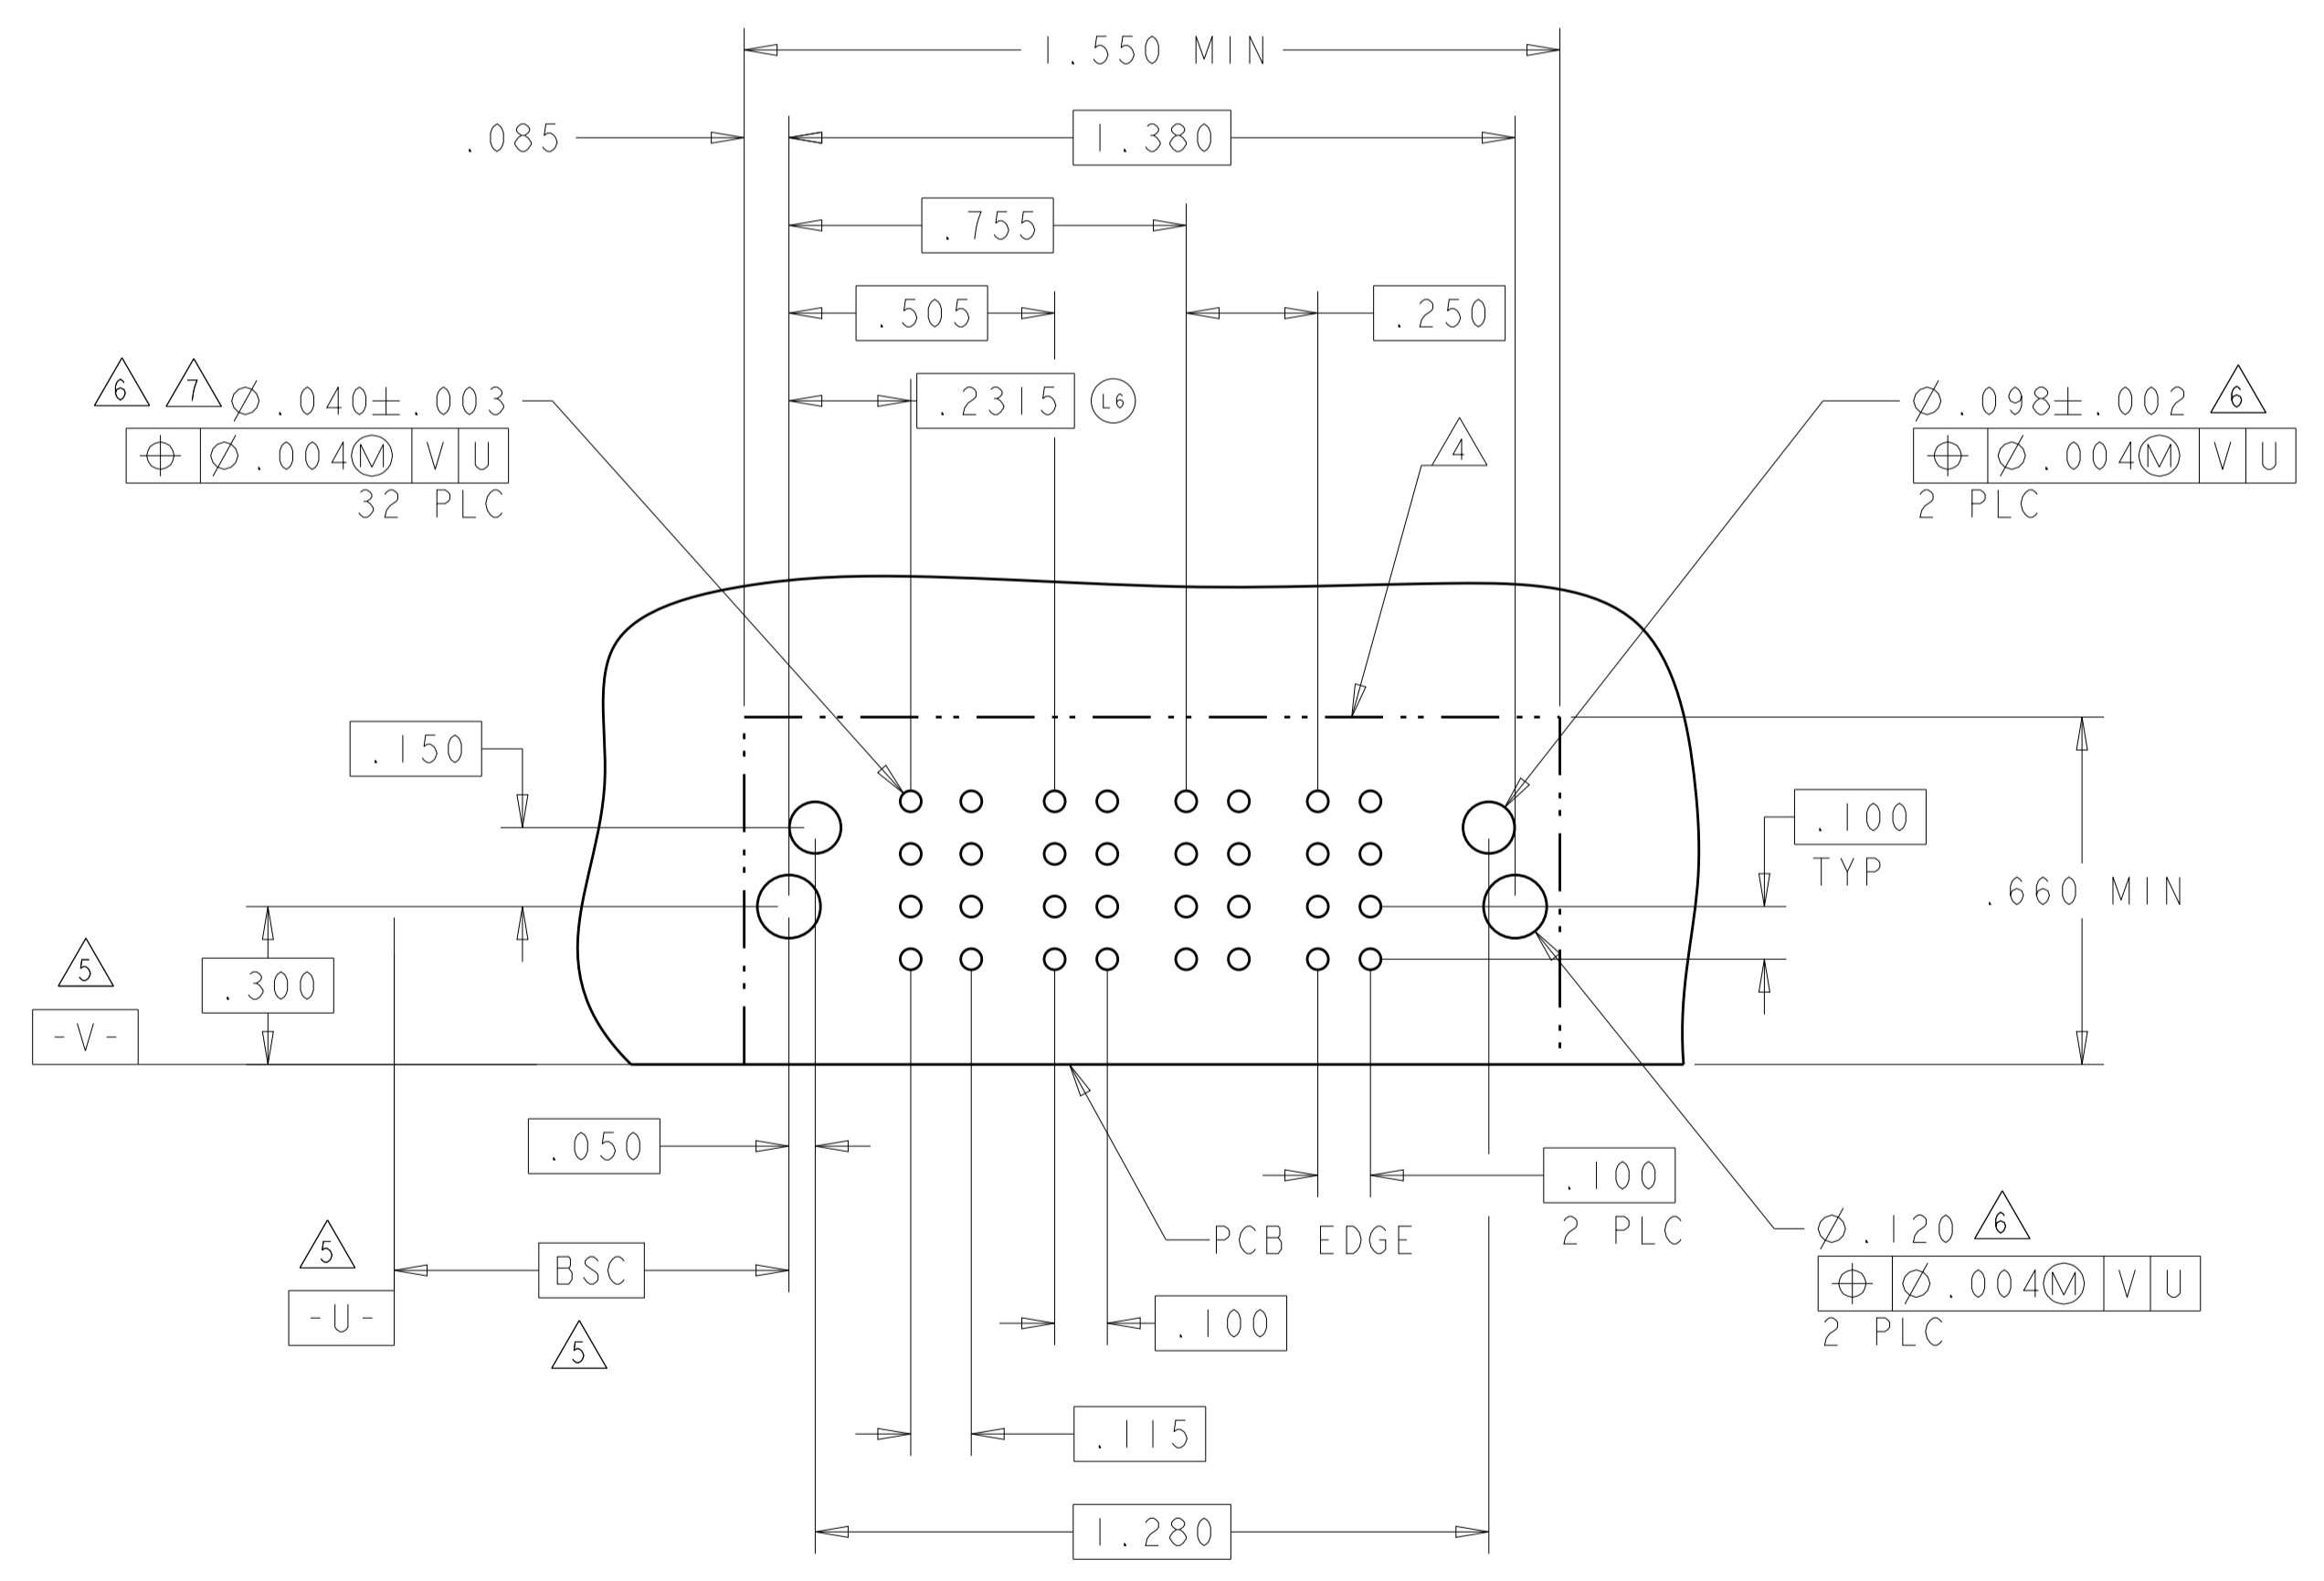 1.550 MIN
.085
1.380
.755
.505
.250
.2315 L6
6 7 ⌀.040±.003
⌖ ⌀.004Ⓜ V U
32 PLC
4
⌀.098±.002 6
⌖ ⌀.004Ⓜ V U
2 PLC
.150
.100
TYP
.660 MIN
5
-V-
.300
.050
.100
2 PLC
PCB EDGE
5
-U-
BSC
5
⌀.120 6
⌖ ⌀.004Ⓜ V U
2 PLC
.100
.115
1.280